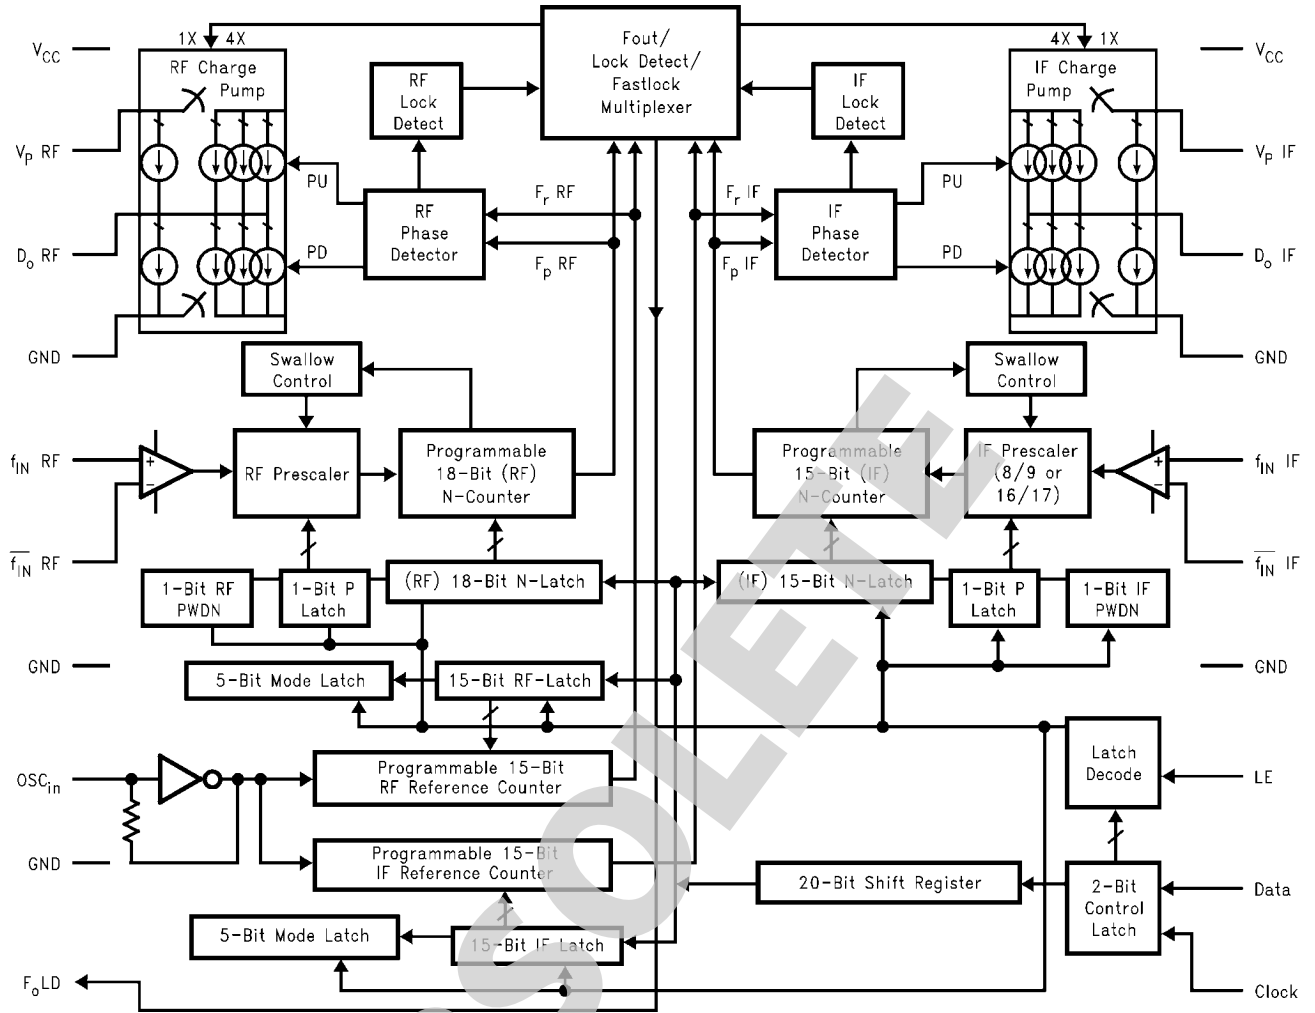 Fout/
Lock Detect/
Fastlock
Multiplexer
1X 4X
4X 1X
VCC
VCC
RF Charge
Pump
IF Charge
Pump
RF
Lock
Detect
IF
Lock
Detect
Vp RF
Vp IF
PU
PU
Fr RF
Fr IF
RF
Phase
Detector
IF
Phase
Detector
Do RF
Do IF
PD
PD
Fp RF
Fp IF
GND
GND
Swallow
Control
Swallow
Control
fIN RF
+
−
RF Prescaler
Programmable
18-Bit (RF)
N-Counter
Programmable
15-Bit (IF)
N-Counter
IF Prescaler
(8/9 or
16/17)
+
−
fIN IF
f̅I̅N̅ RF
f̅I̅N̅ IF
1-Bit RF
PWDN
1-Bit P
Latch
(RF) 18-Bit N-Latch
(IF) 15-Bit N-Latch
1-Bit P
Latch
1-Bit IF
PWDN
GND
GND
5-Bit Mode Latch
15-Bit RF-Latch
OSCin
Programmable 15-Bit
RF Reference Counter
Latch
Decode
LE
GND
Programmable 15-Bit
IF Reference Counter
20-Bit Shift Register
2-Bit
Control
Latch
Data
5-Bit Mode Latch
15-Bit IF Latch
FoLD
Clock
SOLETE